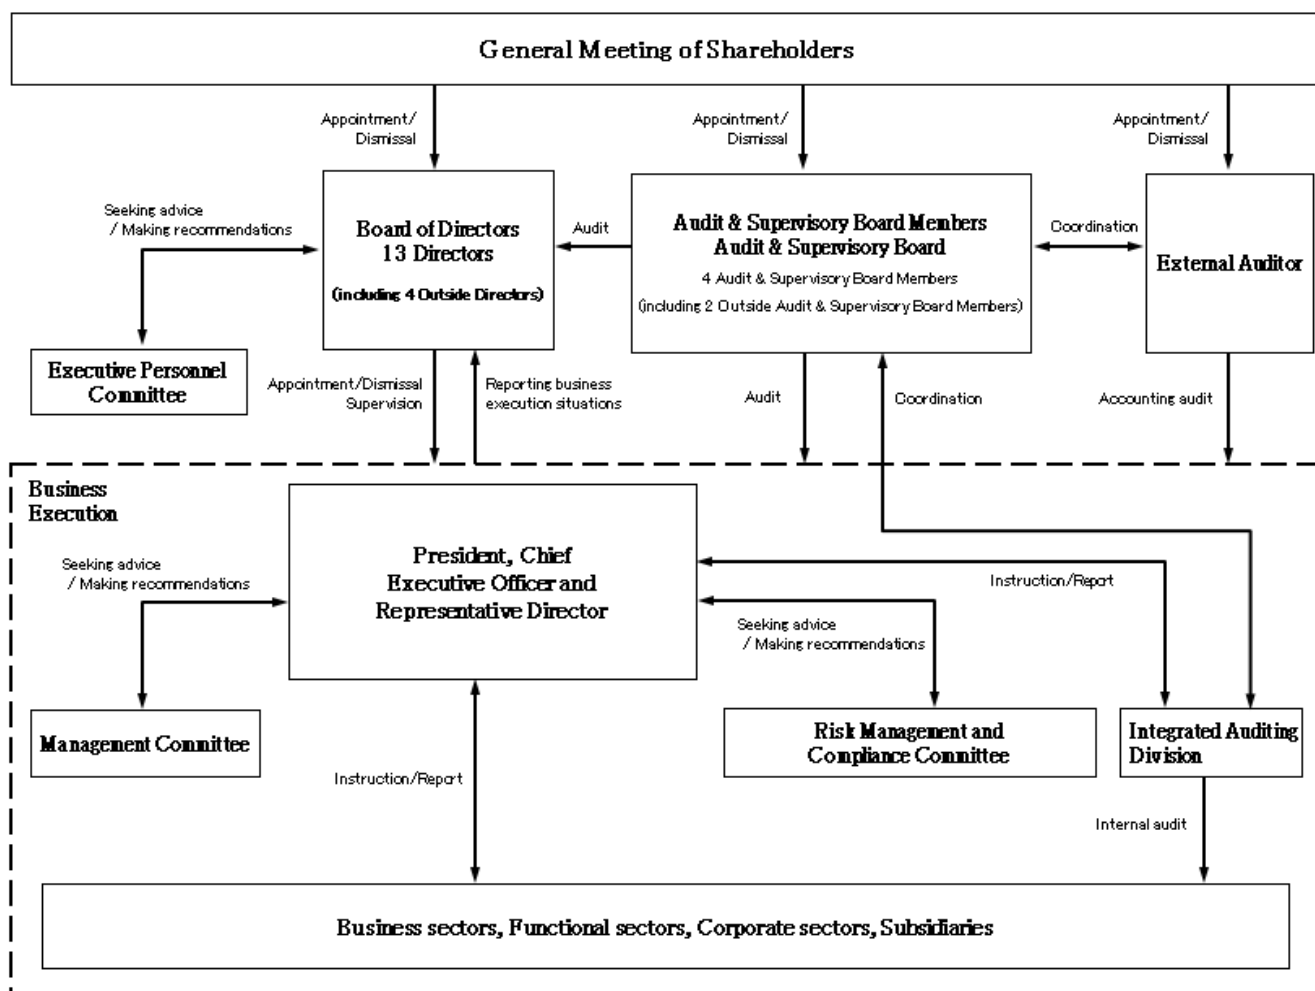 General Meeting of Shareholders
Appointment/
Dismissal
Appointment/
Dismissal
Appointment/
Dismissal
Seeking advice
/ Making recommendations
Board of Directors
13 Directors
(including 4 Outside Directors)
Audit
Audit & Supervisory Board Members
Audit & Supervisory Board
4 Audit & Supervisory Board Members
(including 2 Outside Audit & Supervisory Board Members)
Coordination
External Auditor
Executive Personnel
Committee
Appointment/Dismissal
Supervision
Reporting business
execution situations
Audit
Coordination
Accounting audit
Business
Execution
Seeking advice
/ Making recommendations
President, Chief
Executive Officer and
Representative Director
Instruction/Report
Seeking advice
/ Making recommendations
Management Committee
Risk Management and
Compliance Committee
Integrated Auditing
Division
Instruction/Report
Internal audit
Business sectors, Functional sectors, Corporate sectors, Subsidiaries